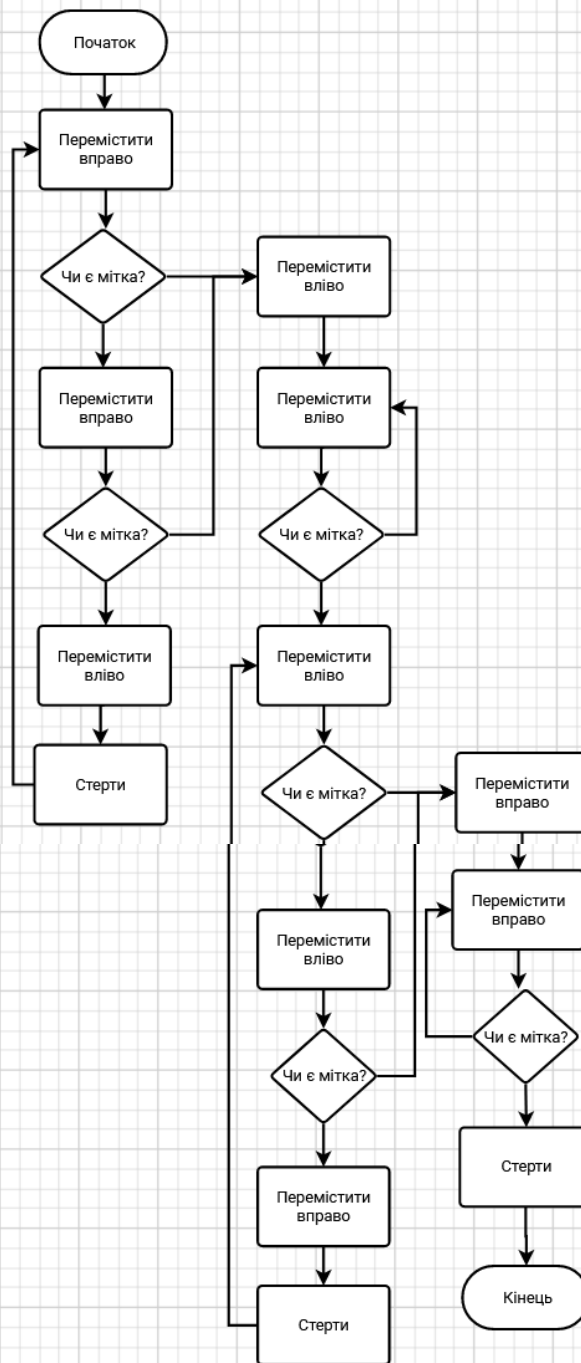 Початок
Перемістити
вправо
Чи є мітка?
Перемістити
вправо
Чи є мітка?
Перемістити
вліво
Стерти
Перемістити
вліво
Перемістити
вліво
Чи є мітка?
Перемістити
вліво
Чи є мітка?
Перемістити
вліво
Чи є мітка?
Перемістити
вправо
Стерти
Перемістити
вправо
Перемістити
вправо
Чи є мітка?
Стерти
Кінець